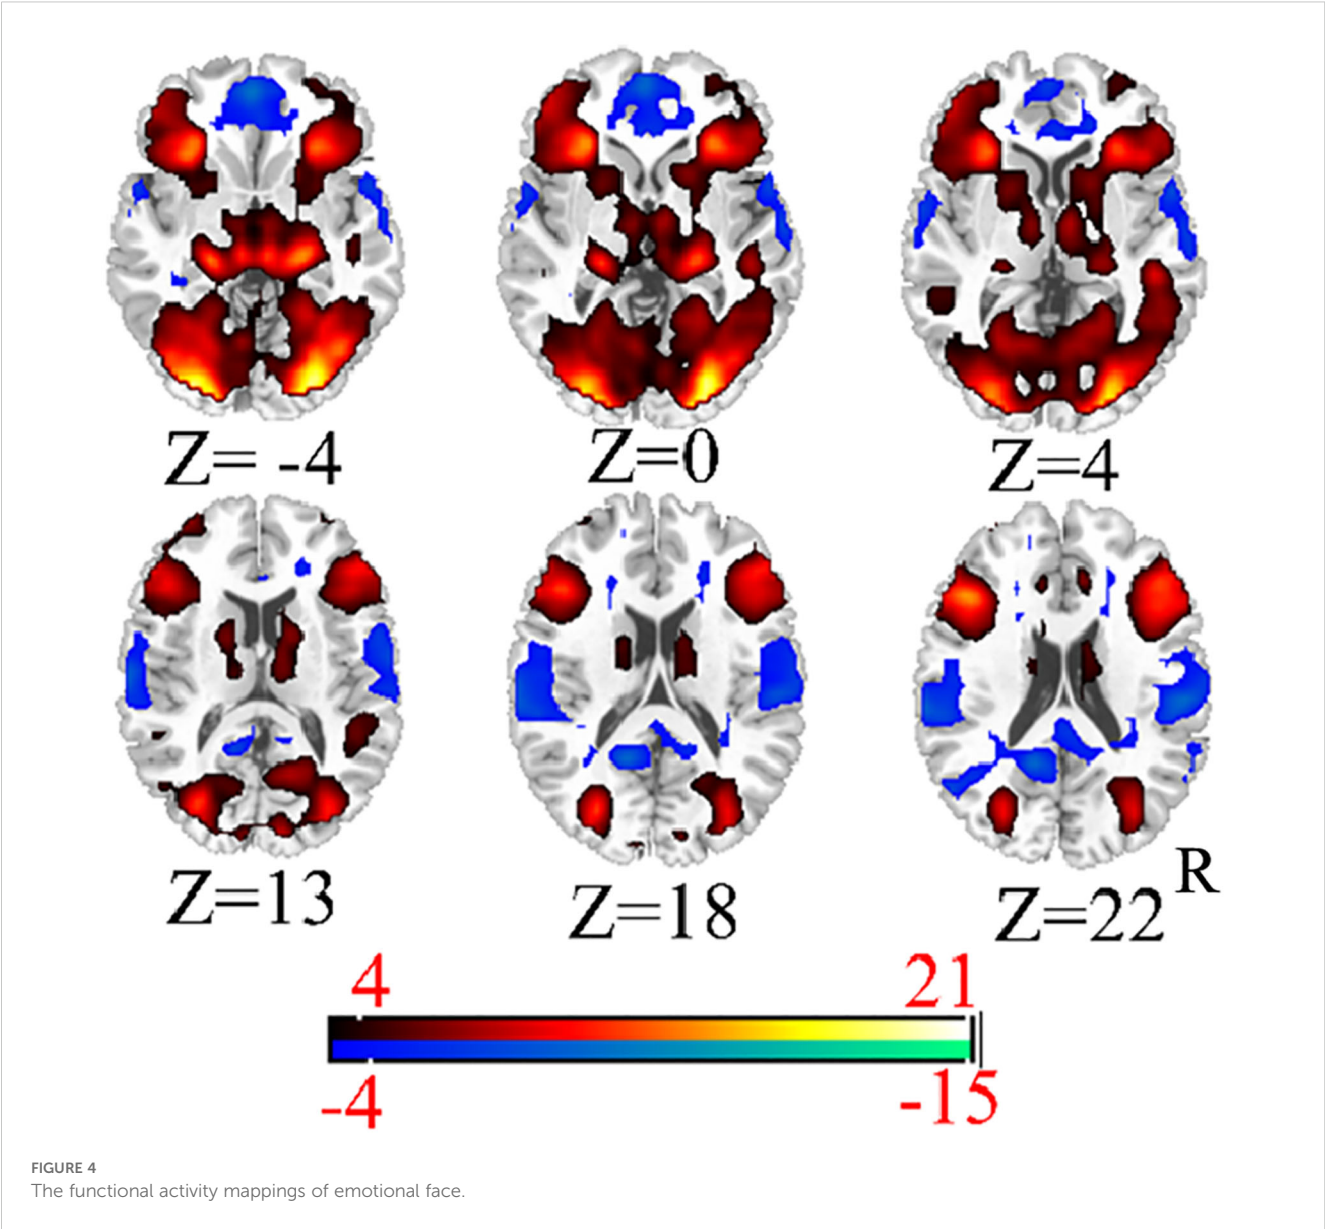 Z= -4
Z=0
Z=4
Z=13
Z=18
Z=22
R
4
21
-4
-15
FIGURE 4
The functional activity mappings of emotional face.